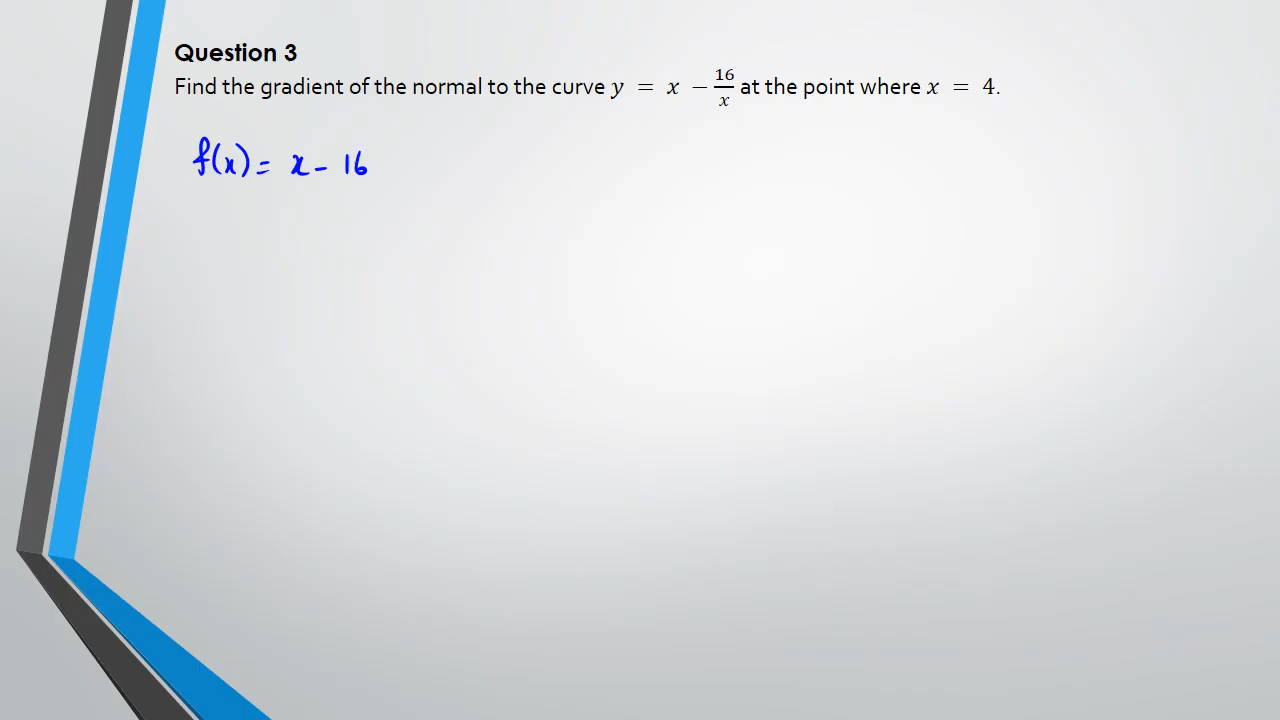 Question 3
Find the gradient of the normal to the curve y = x − 16/x at the point where x = 4.
f(x) = x − 16